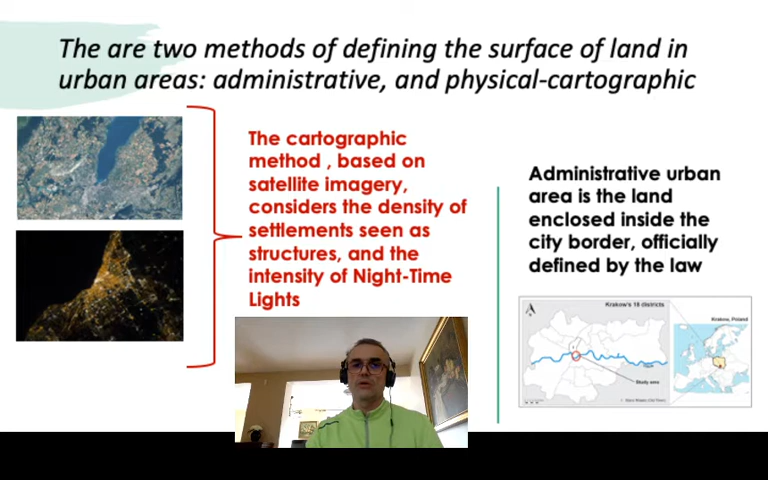 The are two methods of defining the surface of land in
urban areas: administrative, and physical-cartographic
The cartographic
method , based on
satellite imagery,
considers the density of
settlements seen as
structures, and the
intensity of Night-Time
Lights
Administrative urban
area is the land
enclosed inside the
city border, officially
defined by the law
Krakow's 18 districts
Krakow, Poland
Study area